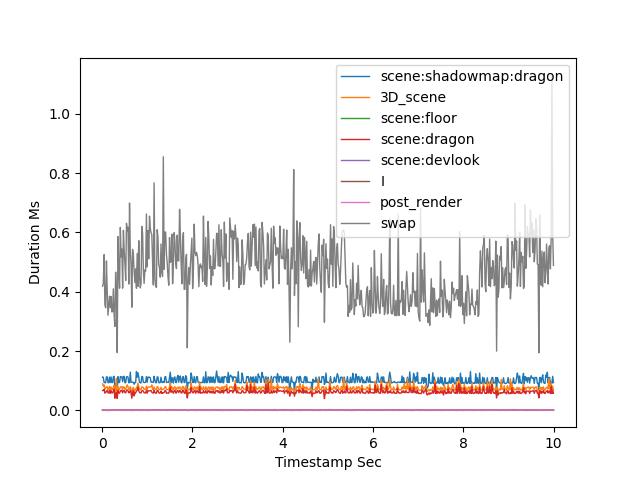 scene:shadowmap:dragon
3D_scene
scene:floor
scene:dragon
scene:devlook
I
post_render
swap
1.0
0.8
0.6
0.4
0.2
0.0
Duration Ms
0 2 4 6 8 10
Timestamp Sec